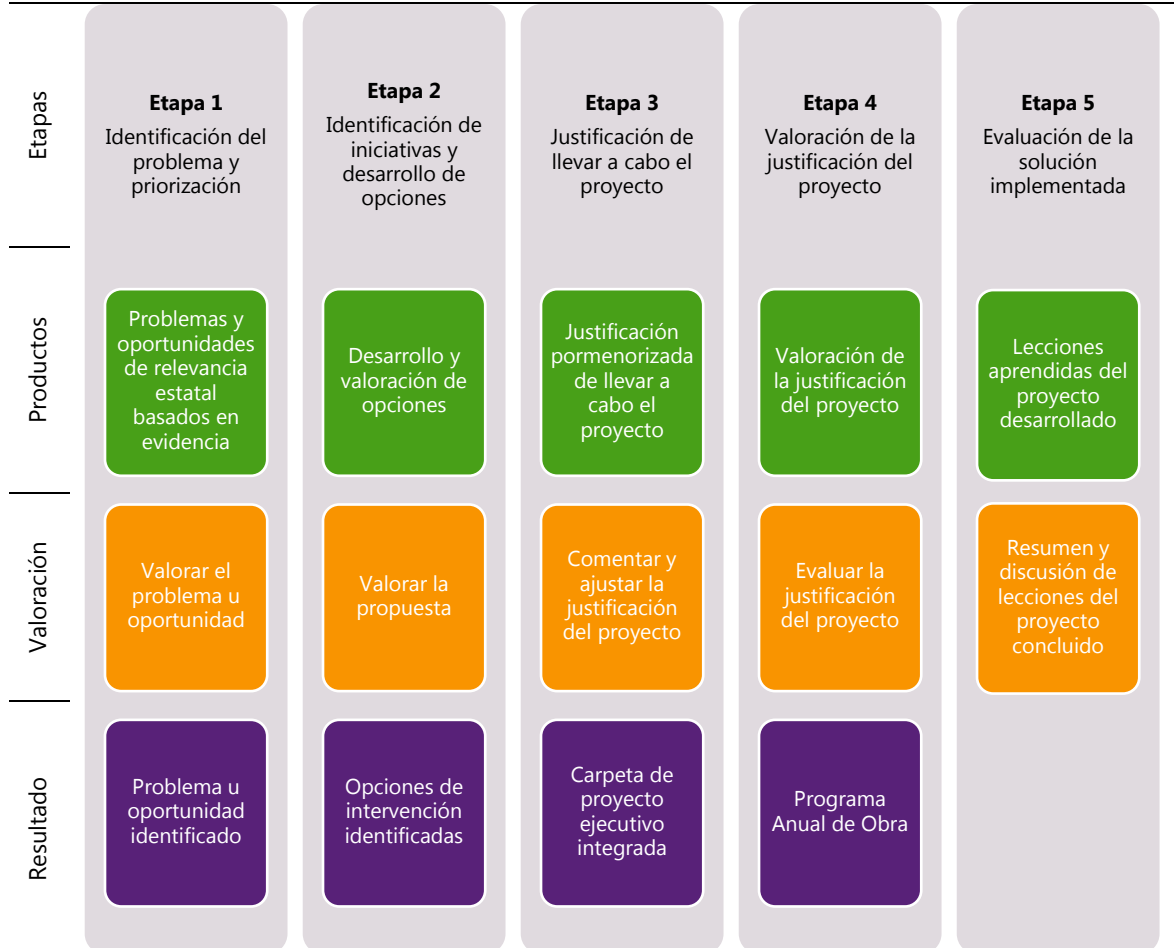 Etapas
Etapa 1
Identificación del
problema y
priorización
Etapa 2
Identificación de
iniciativas y
desarrollo de
opciones
Etapa 3
Justificación de
llevar a cabo el
proyecto
Etapa 4
Valoración de la
justificación del
proyecto
Etapa 5
Evaluación de la
solución
implementada
Productos
Problemas y
oportunidades
de relevancia
estatal
basados en
evidencia
Desarrollo y
valoración de
opciones
Justificación
pormenorizada
de llevar a
cabo el
proyecto
Valoración de
la justificación
del proyecto
Lecciones
aprendidas del
proyecto
desarrollado
Valoración
Valorar el
problema u
oportunidad
Valorar la
propuesta
Comentar y
ajustar la
justificación
del proyecto
Evaluar la
justificación
del proyecto
Resumen y
discusión de
lecciones del
proyecto
concluido
Resultado
Problema u
oportunidad
identificado
Opciones de
intervención
identificadas
Carpeta de
proyecto
ejecutivo
integrada
Programa
Anual de Obra